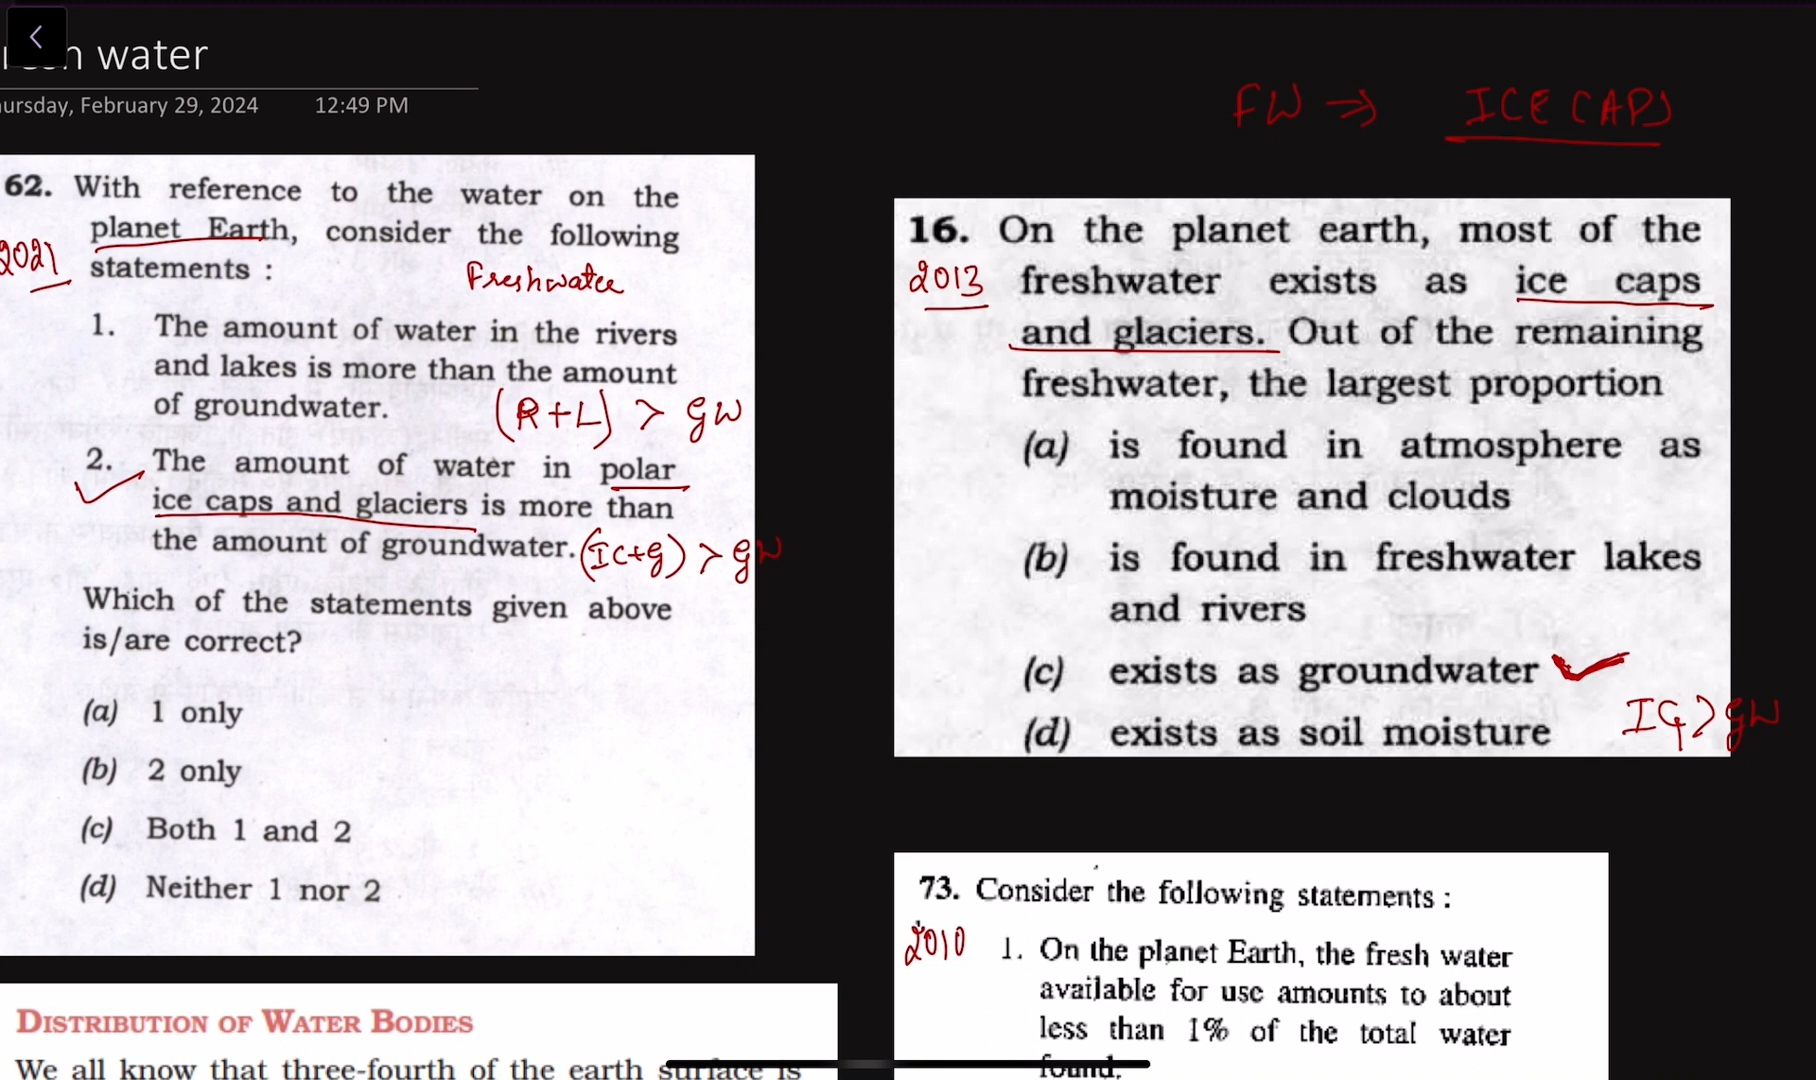 water
Thursday, February 29, 2024 12:49 PM
FW ⇒ ICE CAPS
62. With reference to the water on the
planet Earth, consider the following
2021 statements :
Freshwater
1. The amount of water in the rivers
and lakes is more than the amount
of groundwater.
(R+L) > gw
2. The amount of water in polar
ice caps and glaciers is more than
the amount of groundwater. (IC+g) > gw
Which of the statements given above
is/are correct?
(a) 1 only
(b) 2 only
(c) Both 1 and 2
(d) Neither 1 nor 2
DISTRIBUTION OF WATER BODIES
We all know that three-fourth of the earth surface is
16. On the planet earth, most of the
2013 freshwater exists as ice caps
and glaciers. Out of the remaining
freshwater, the largest proportion
(a) is found in atmosphere as
moisture and clouds
(b) is found in freshwater lakes
and rivers
(c) exists as groundwater
(d) exists as soil moisture
> gw
73. Consider the following statements :
2010 1. On the planet Earth, the fresh water
available for use amounts to about
less than 1% of the total water
found.